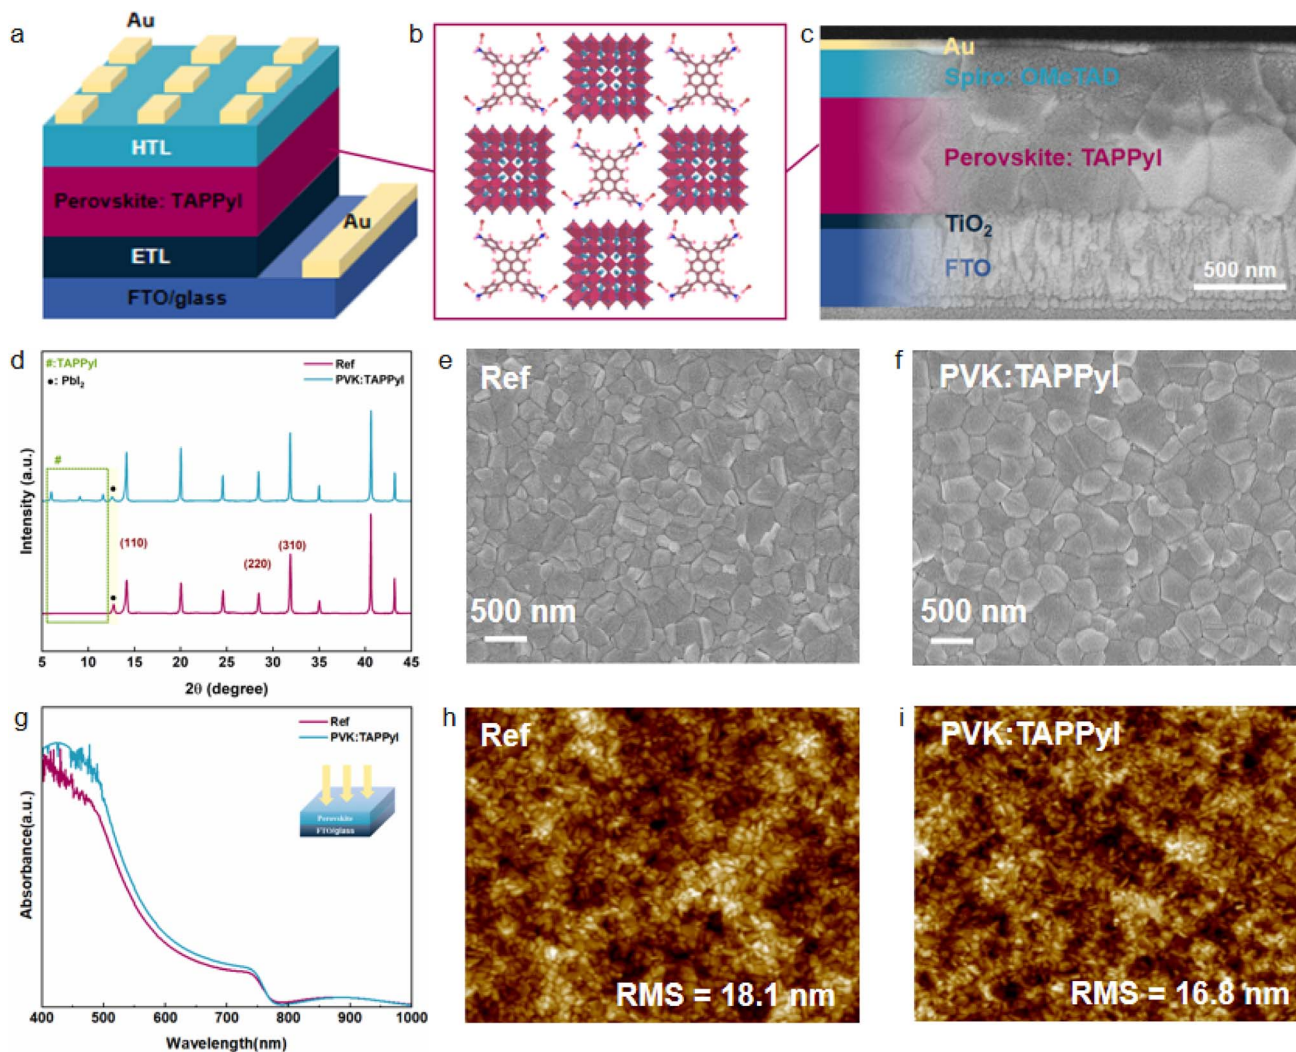 a
Au
HTL
Perovskite: TAPPyI
ETL
Au
FTO/glass
b
c
Au
Spiro: OMeTAD
Perovskite: TAPPyI
TiO₂
FTO
500 nm
d
#:TAPPyI
●: PbI₂
Ref
PVK:TAPPyI
#
●
(110)
(220)
(310)
●
Intensity (a.u.)
5 10 15 20 25 30 35 40 45
2θ (degree)
e
Ref
500 nm
f
PVK:TAPPyI
500 nm
g
Ref
PVK:TAPPyI
Perovskite
FTO/glass
Absorbance(a.u.)
400 500 600 700 800 900 1000
Wavelength(nm)
h
Ref
RMS = 18.1 nm
i
PVK:TAPPyI
RMS = 16.8 nm